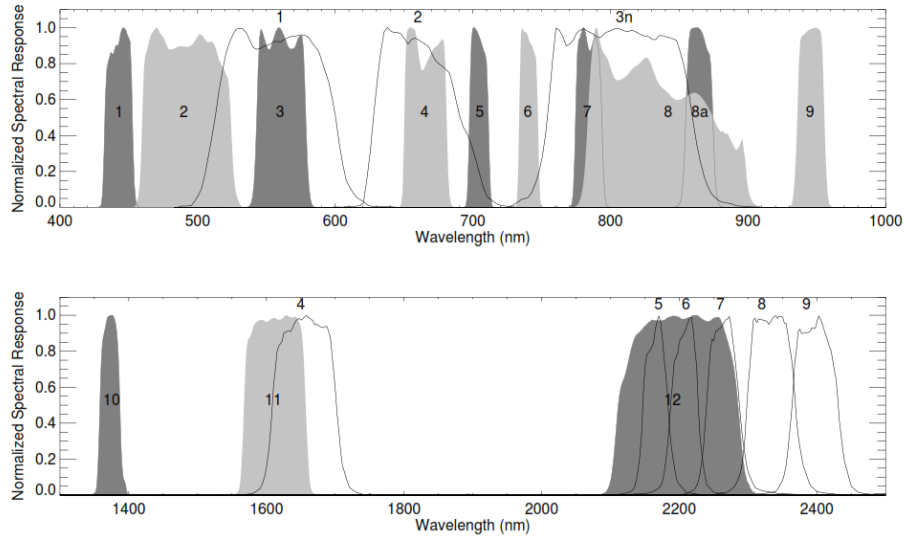 1 2 3n
1.0
0.8
0.6
0.4
0.2
0.0
Normalized Spectral Response
1 2 3 4 5 6 7 8 8a 9
400 500 600 700 800 900 1000
Wavelength (nm)
4 5 6 7 8 9
1.0
0.8
0.6
0.4
0.2
0.0
Normalized Spectral Response
10 11 12
1400 1600 1800 2000 2200 2400
Wavelength (nm)